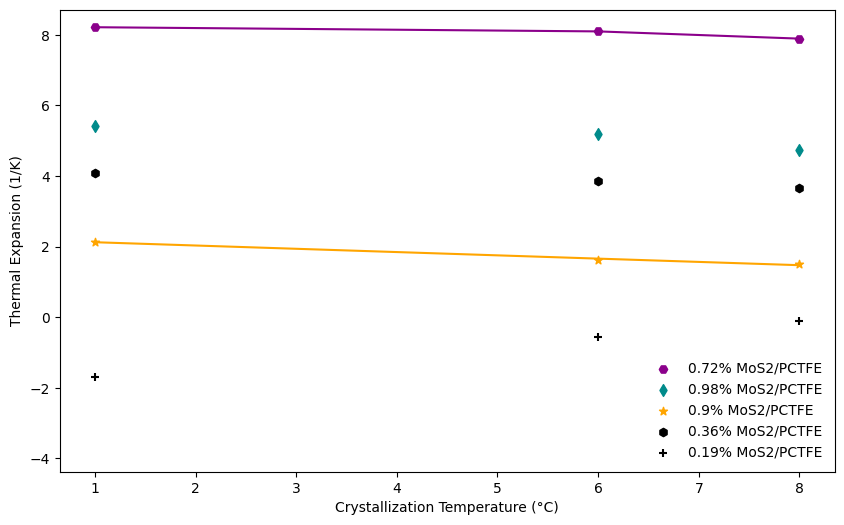 8
6
4
2
0
−2
−4
Thermal Expansion (1/K)
1 2 3 4 5 6 7 8
Crystallization Temperature (°C)
0.72% MoS2/PCTFE
0.98% MoS2/PCTFE
0.9% MoS2/PCTFE
0.36% MoS2/PCTFE
0.19% MoS2/PCTFE